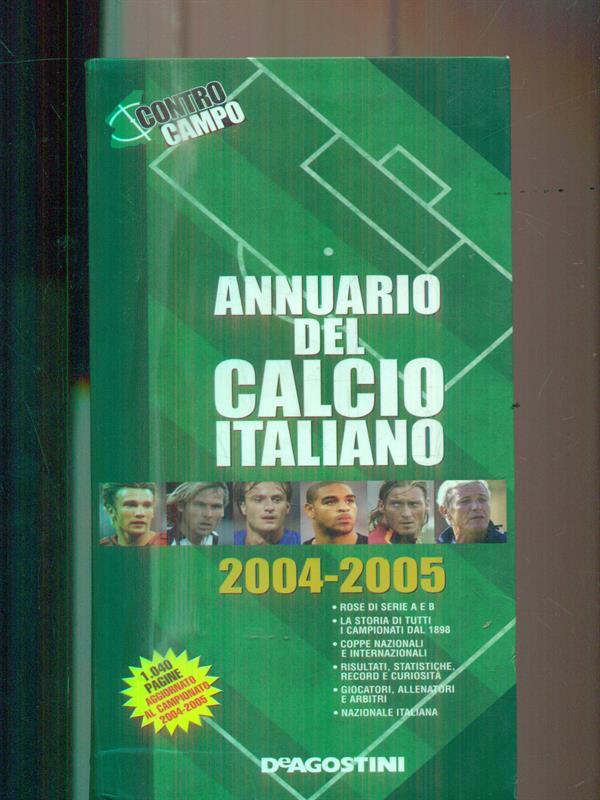 CONTRO
CAMPO
ANNUARIO
DEL
CALCIO
ITALIANO
2004-2005
• ROSE DI SERIE A E B
• LA STORIA DI TUTTI
I CAMPIONATI DAL 1898
• COPPE NAZIONALI
E INTERNAZIONALI
• RISULTATI, STATISTICHE,
RECORD E CURIOSITÀ
• GIOCATORI, ALLENATORI
E ARBITRI
• NAZIONALE ITALIANA
1.040
PAGINE
AGGIORNATO
AL CAMPIONATO
2004-2005
DEAGOSTINI